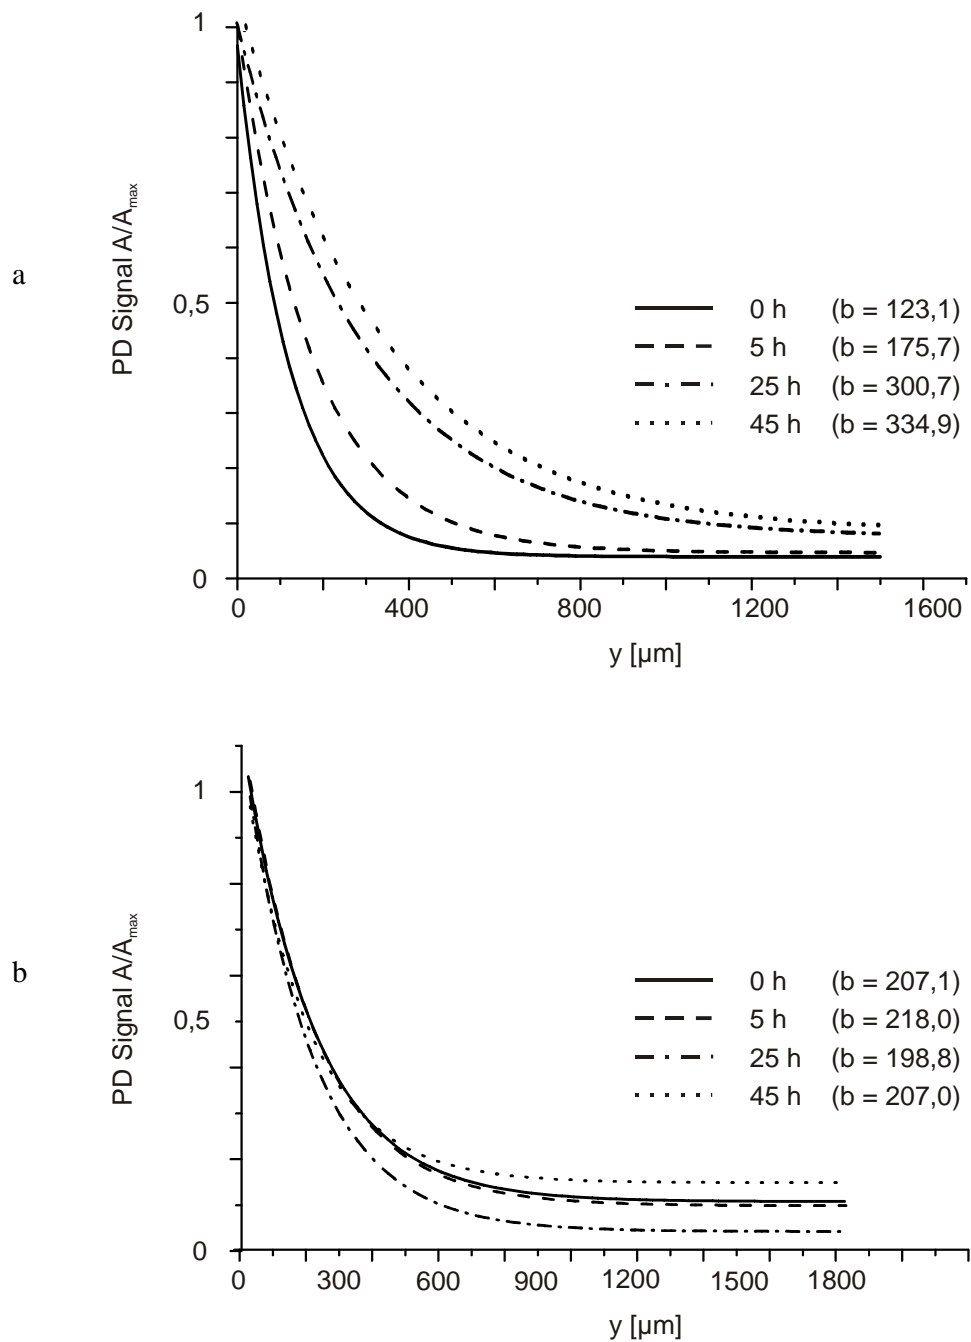 a
PD Signal A/Amax
1
0,5
0
0 400 800 1200 1600
y [µm]
0 h (b = 123,1)
5 h (b = 175,7)
25 h (b = 300,7)
45 h (b = 334,9)
b
PD Signal A/Amax
1
0,5
0
0 300 600 900 1200 1500 1800
y [µm]
0 h (b = 207,1)
5 h (b = 218,0)
25 h (b = 198,8)
45 h (b = 207,0)